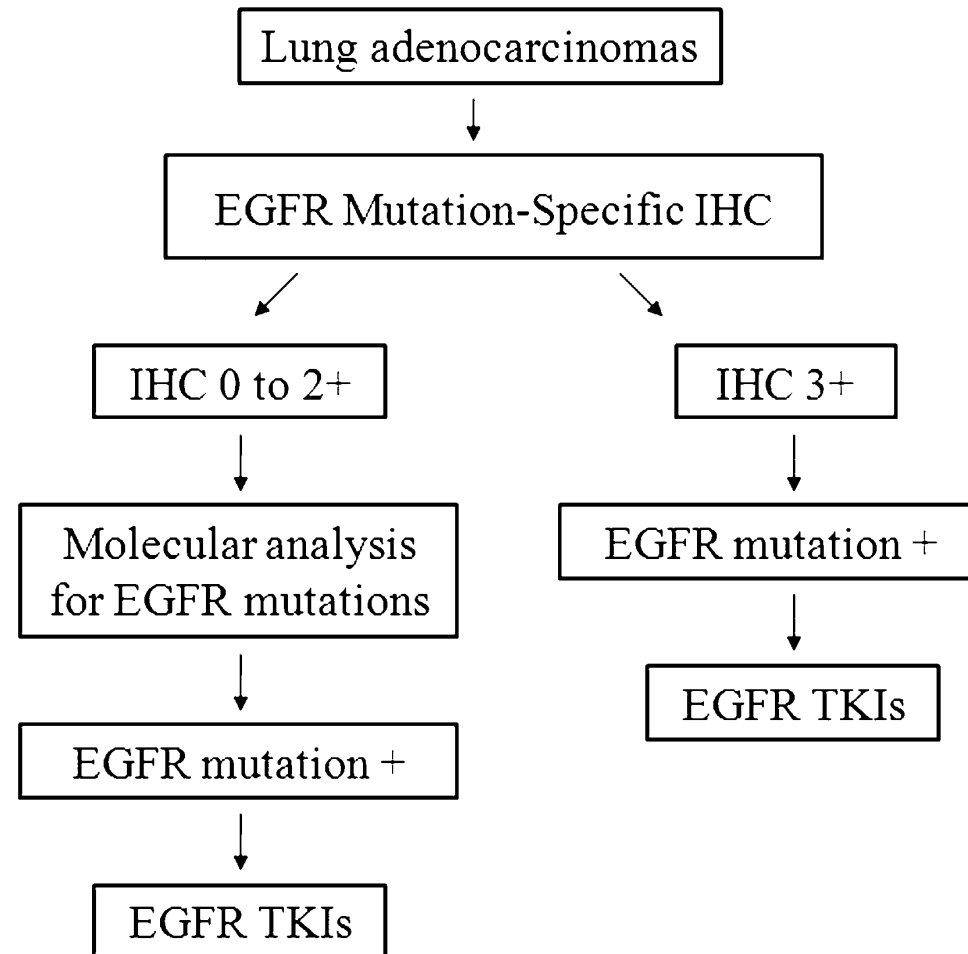 Lung adenocarcinomas
EGFR Mutation-Specific IHC
IHC 0 to 2+
IHC 3+
Molecular analysis
for EGFR mutations
EGFR mutation +
EGFR mutation +
EGFR TKIs
EGFR TKIs